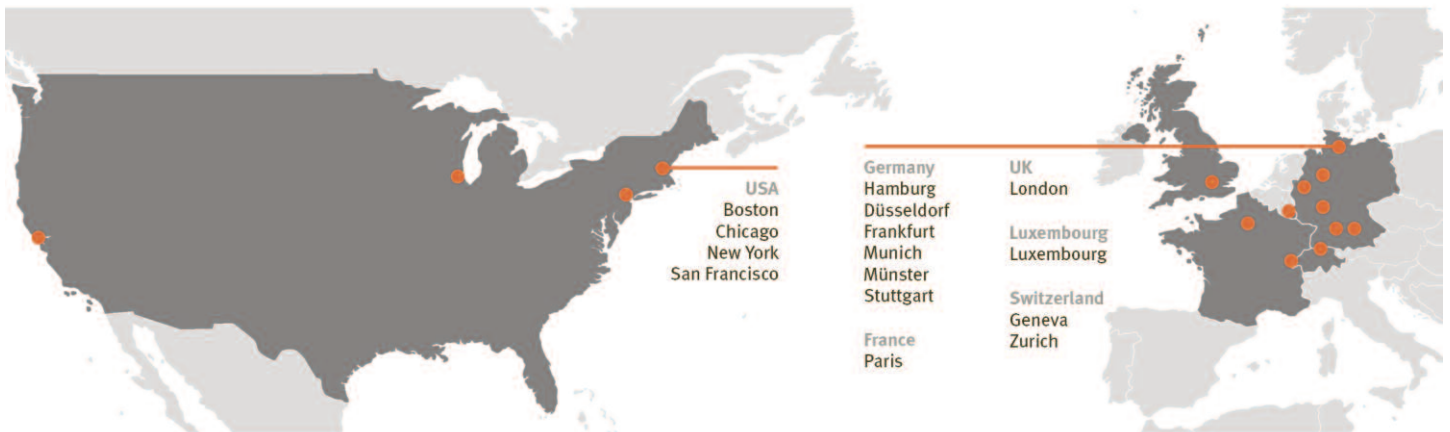 USA
Boston
Chicago
New York
San Francisco
Germany
Hamburg
Düsseldorf
Frankfurt
Munich
Münster
Stuttgart
France
Paris
UK
London
Luxembourg
Luxembourg
Switzerland
Geneva
Zurich